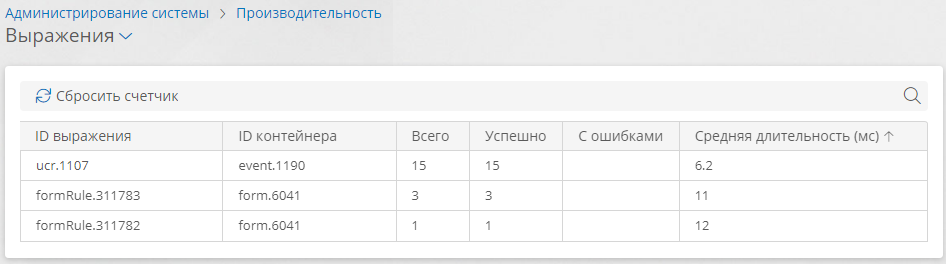 Администрирование системы > Производительность
Выражения
Сбросить счетчик
ID выражения ID контейнера Всего Успешно С ошибками Средняя длительность (мс) ↑
ucr.1107 event.1190 15 15 6.2
formRule.311783 form.6041 3 3 11
formRule.311782 form.6041 1 1 12